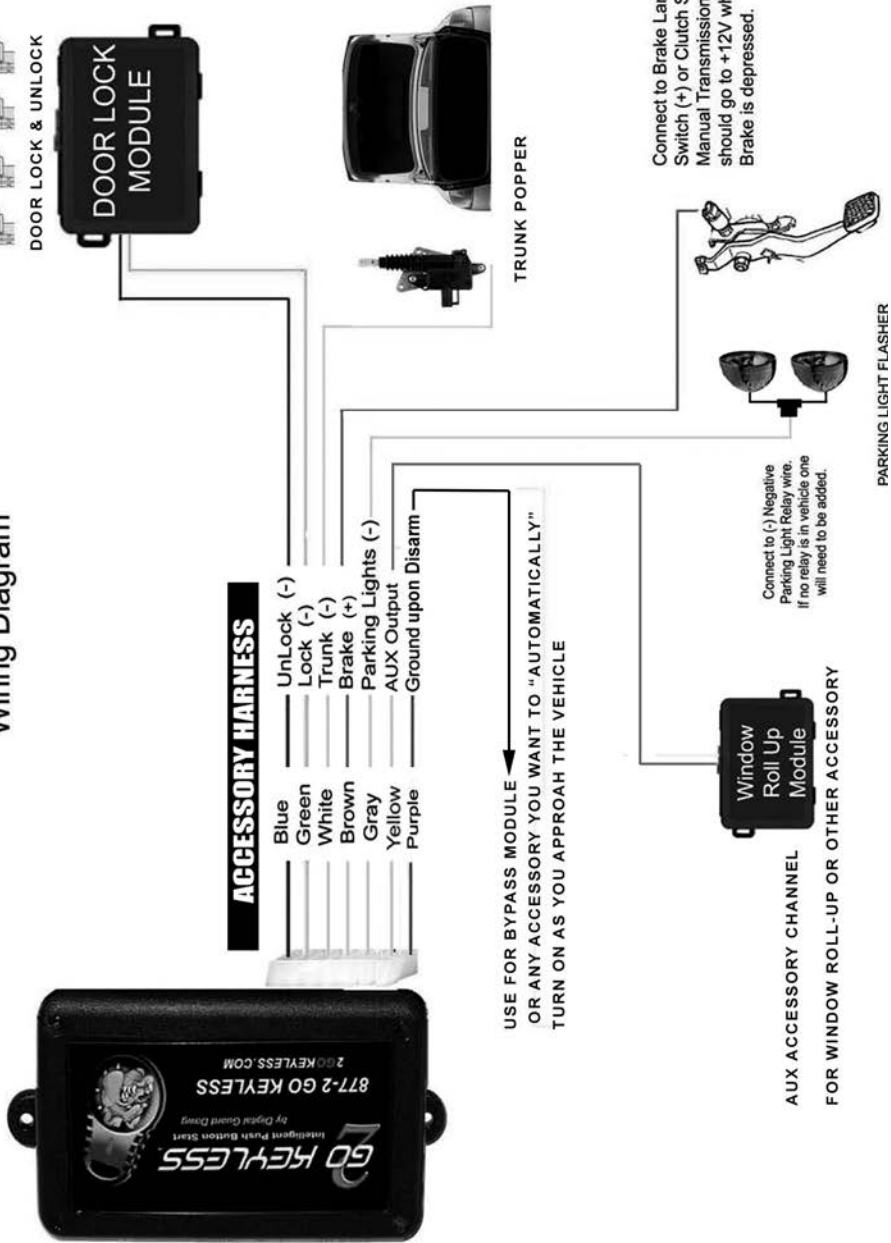 Wiring Diagram
ACCESSORY HARNESS
Blue UnLock (-)
Green Lock (-)
White Trunk (-)
Brown Brake (+)
Gray Parking Lights (-)
Yellow AUX Output
Purple Ground upon Disarm
GO KEYLESS
Intelligent Push Button Start
by Digital Guard Dawg
877-2 GO KEYLESS
2 GO KEYLESS.COM
DOOR LOCK & UNLOCK
DOOR LOCK
MODULE
TRUNK POPPER
Connect to Brake
Switch (+) or Clutch
Manual Transmission
should go to +12V
Brake is depressed.
PARKING LIGHT FLASHER
Connect to (-) Negative
Parking Light Relay wire.
If no relay is in vehicle one
will need to be added.
USE FOR BYPASS MODULE
OR ANY ACCESSORY YOU WANT TO "AUTOMATICALLY"
TURN ON AS YOU APPROAH THE VEHICLE
Window
Roll Up
Module
AUX ACCESSORY CHANNEL
FOR WINDOW ROLL-UP OR OTHER ACCESSORY